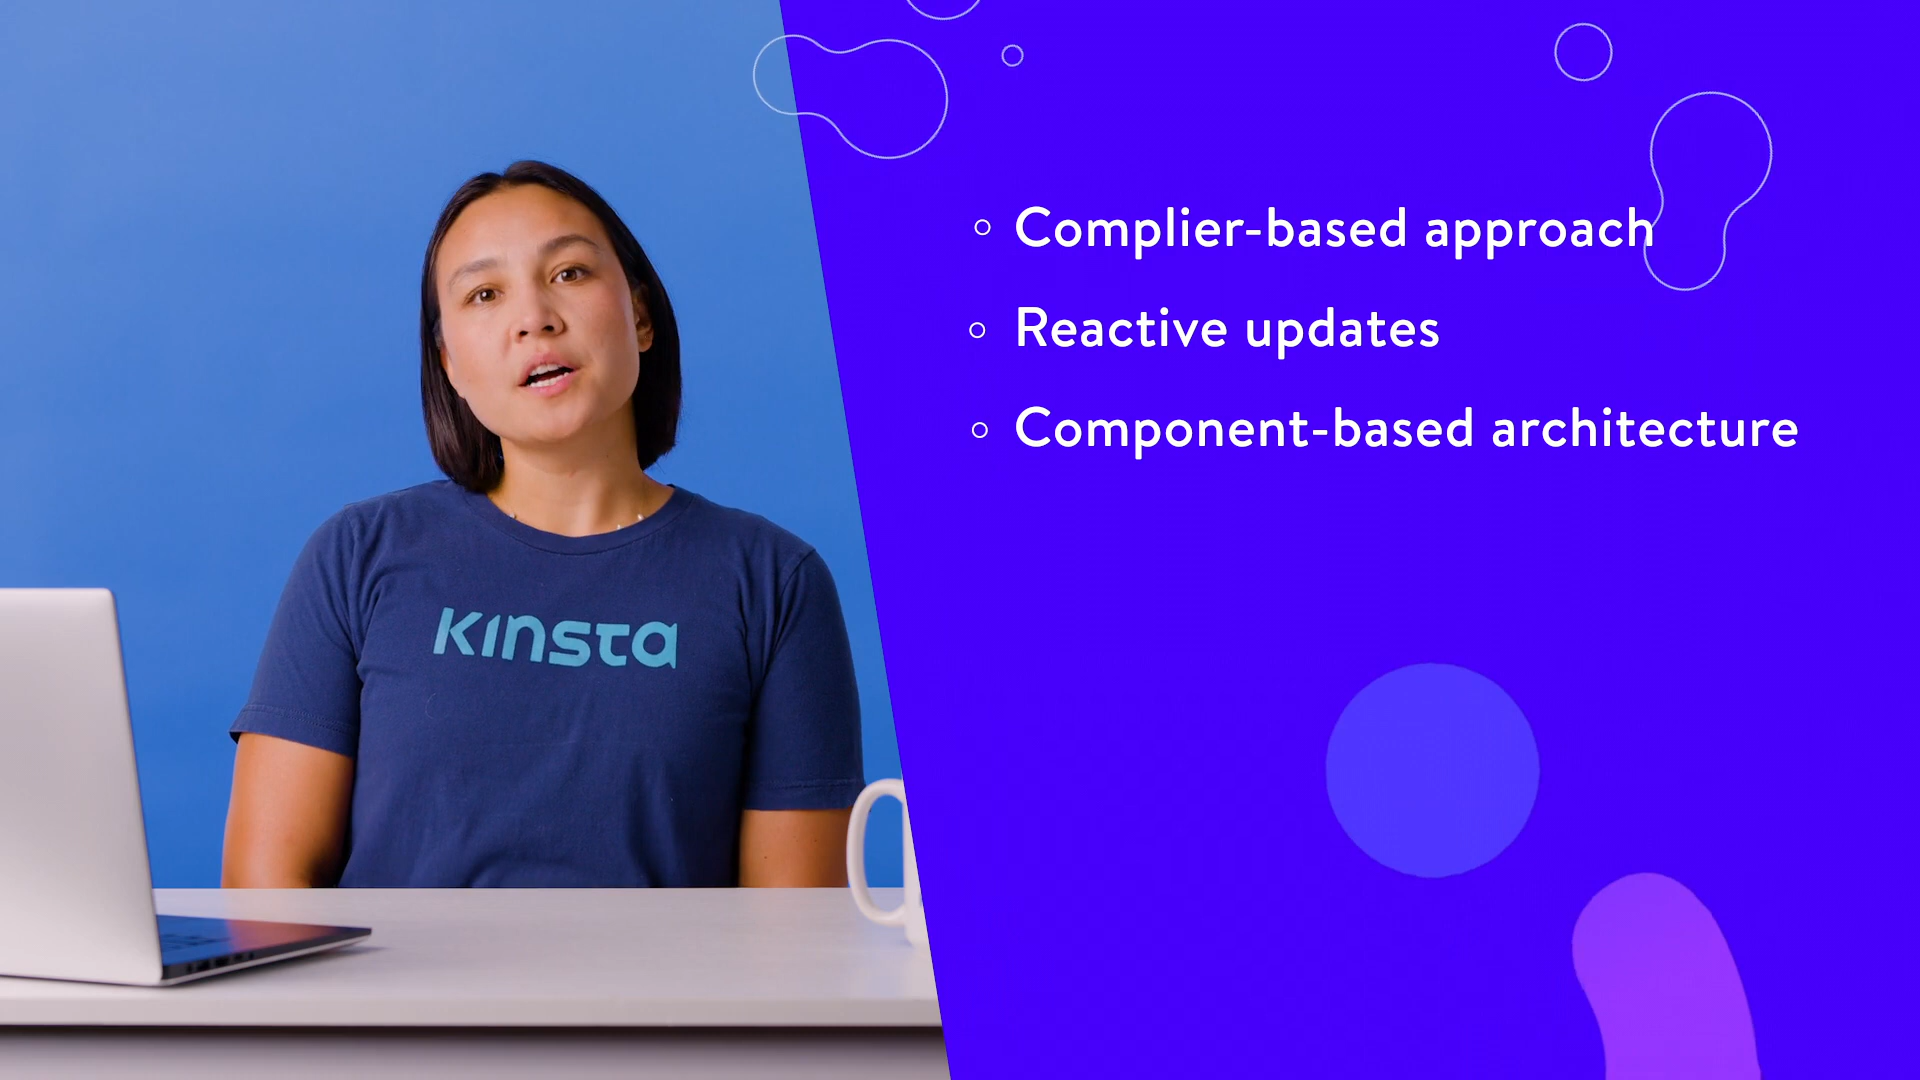 Kinsta
Complier-based approach
Reactive updates
Component-based architecture